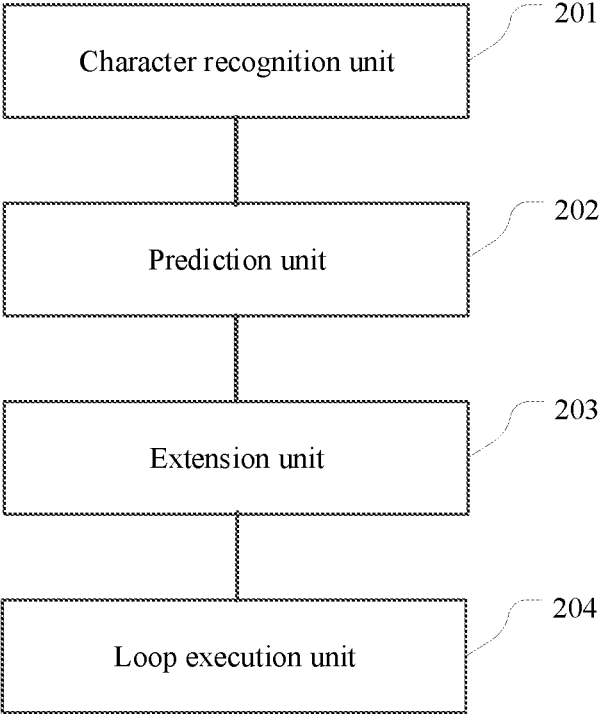 201
Character recognition unit
202
Prediction unit
203
Extension unit
204
Loop execution unit